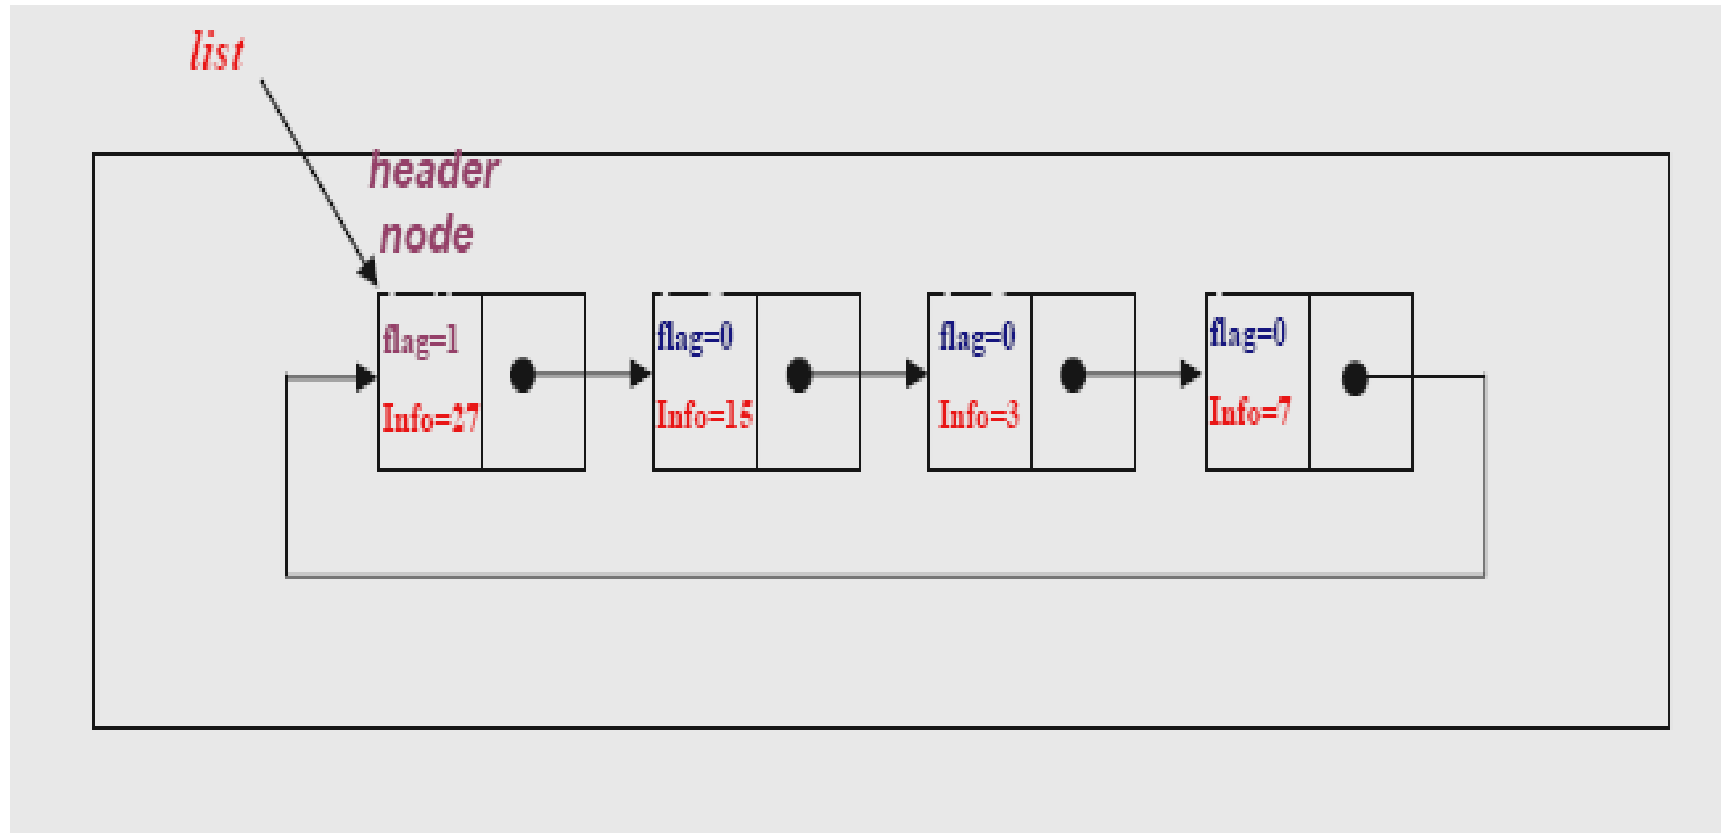 list
header
node
flag=1
Info=27
flag=0
Info=15
flag=0
Info=3
flag=0
Info=7